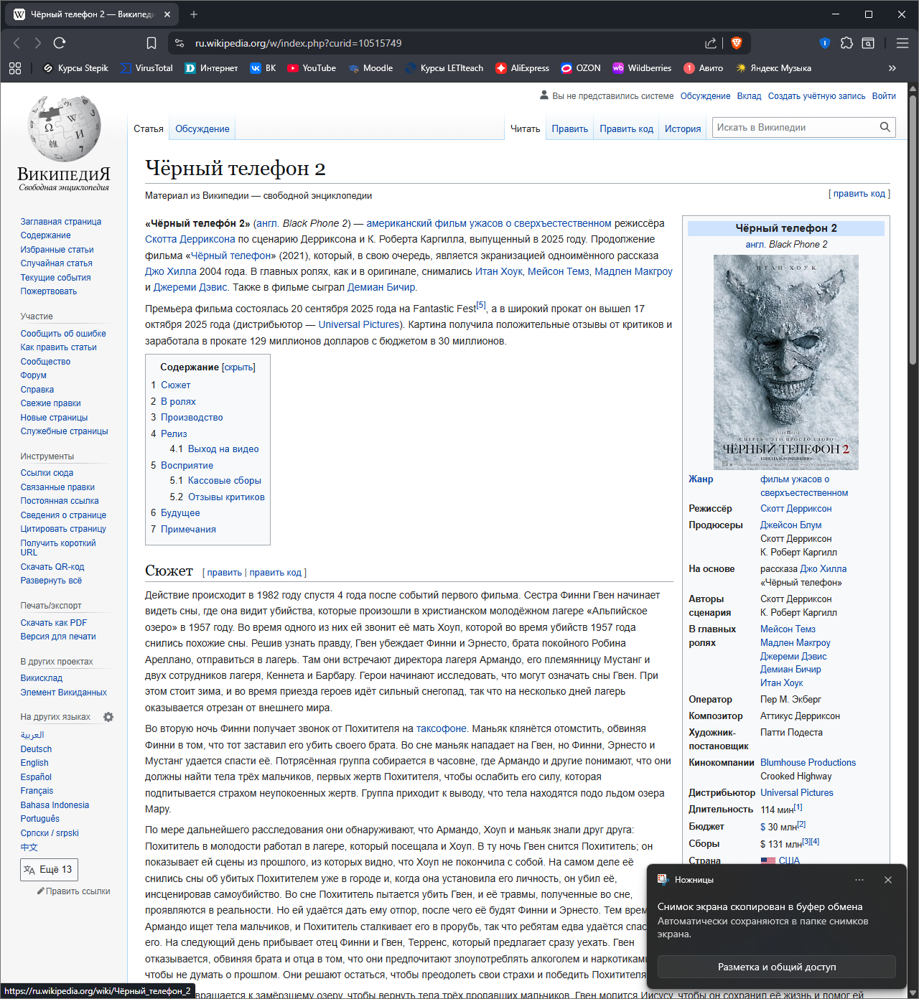 Чёрный телефон 2 — Википеди
ru.wikipedia.org/w/index.php?curid=10515749
Курсы Stepik
VirusTotal
Интернет
ВК
YouTube
Moodle
Курсы LETIteach
AliExpress
OZON
Wildberries
Авито
Яндекс Музыка
Вы не представились системе Обсуждение Вклад Создать учётную запись Войти
Статья Обсуждение Читать Править Править код История Искать в Википедии
ВИКИПЕДИЯ
Свободная энциклопедия
Заглавная страница
Содержание
Избранные статьи
Случайная статья
Текущие события
Пожертвовать
Участие
Сообщить об ошибке
Как править статьи
Сообщество
Форум
Справка
Свежие правки
Новые страницы
Служебные страницы
Инструменты
Ссылки сюда
Связанные правки
Постоянная ссылка
Сведения о странице
Цитировать страницу
Получить короткий
URL
Скачать QR-код
Развернуть всё
Печать/экспорт
Скачать как PDF
Версия для печати
В других проектах
Викисклад
Элемент Викиданных
На других языках
العربية
Deutsch
English
Español
Français
Bahasa Indonesia
Português
Српски / srpski
中文
Ещё 13
Править ссылки
Чёрный телефон 2
Материал из Википедии — свободной энциклопедии
[ править код ]
«Чёрный телефо́н 2» (англ. Black Phone 2) — американский фильм ужасов о сверхъестественном режиссёра
Скотта Дерриксона по сценарию Дерриксона и К. Роберта Каргилла, выпущенный в 2025 году. Продолжение
фильма «Чёрный телефон» (2021), который, в свою очередь, является экранизацией одноимённого рассказа
Джо Хилла 2004 года. В главных ролях, как и в оригинале, снимались Итан Хоук, Мейсон Темз, Мадлен Макгроу
и Джереми Дэвис. Также в фильме сыграл Демиан Бичир.
Премьера фильма состоялась 20 сентября 2025 года на Fantastic Fest[5], а в широкий прокат он вышел 17
октября 2025 года (дистрибьютор — Universal Pictures). Картина получила положительные отзывы от критиков и
заработала в прокате 129 миллионов долларов с бюджетом в 30 миллионов.
Содержание [скрыть]
1 Сюжет
2 В ролях
3 Производство
4 Релиз
4.1 Выход на видео
5 Восприятие
5.1 Кассовые сборы
5.2 Отзывы критиков
6 Будущее
7 Примечания
Сюжет [ править | править код ]
Действие происходит в 1982 году спустя 4 года после событий первого фильма. Сестра Финни Гвен начинает
видеть сны, где она видит убийства, которые произошли в христианском молодёжном лагере «Альпийское
озеро» в 1957 году. Во время одного из них ей звонит её мать Хоуп, которой во время убийств 1957 года
снились похожие сны. Решив узнать правду, Гвен убеждает Финни и Эрнесто, брата покойного Робина
Ареллано, отправиться в лагерь. Там они встречают директора лагеря Армандо, его племянницу Мустанг и
двух сотрудников лагеря, Кеннета и Барбару. Герои начинают исследовать, что могут означать сны Гвен. При
этом стоит зима, и во время приезда героев идёт сильный снегопад, так что на несколько дней лагерь
оказывается отрезан от внешнего мира.
Во вторую ночь Финни получает звонок от Похитителя на таксофоне. Маньяк клянётся отомстить, обвиняя
Финни в том, что тот заставил его убить своего брата. Во сне маньяк нападает на Гвен, но Финни, Эрнесто и
Мустанг удается спасти её. Потрясённая группа собирается в часовне, где Армандо и другие понимают, что они
должны найти тела трёх мальчиков, первых жертв Похитителя, чтобы ослабить его силу, которая
подпитывается страхом неупокоенных жертв. Группа приходит к выводу, что тела находятся подо льдом озера
Мару.
По мере дальнейшего расследования они обнаруживают, что Армандо, Хоуп и маньяк знали друг друга:
Похититель в молодости работал в лагере, который посещала и Хоуп. В ту ночь Гвен снится Похититель; он
показывает ей сцены из прошлого, из которых видно, что Хоуп не покончила с собой. На самом деле её
снились сны об убитых Похитителем уже в городе и, когда она установила его личность, он убил её,
инсценировав самоубийство. Во сне Похититель пытается убить Гвен, и её травмы, полученные во сне,
проявляются в реальности. Но ей удаётся дать ему отпор, после чего её будят Финни и Эрнесто. Тем врем
Армандо ищет тела мальчиков, и Похититель сталкивает его в прорубь, так что ребятам едва удаётся спас
его. На следующий день прибывает отец Финни и Гвен, Терренс, который предлагает сразу уехать. Гвен
отказывается, обвиняя брата и отца в том, что они предпочитают злоупотреблять алкоголем и наркотикам
чтобы не думать о прошлом. Они решают остаться, чтобы преодолеть свои страхи и победить Похитителя
вращается к замёрзшему озеру, чтобы вернуть тела трёх пропавших мальчиков. Гвен молится Иисусу, чтобы он сохранил её жизнь и помог ей
Чёрный телефон 2
англ. Black Phone 2
ИТАН ХОУК
СМЕРТЬ - ЭТО ПРОСТО СЛОВО
ЧЁРНЫЙ ТЕЛЕФОН 2
Жанр фильм ужасов о
сверхъестественном
Режиссёр Скотт Дерриксон
Продюсеры Джейсон Блум
Скотт Дерриксон
К. Роберт Каргилл
На основе рассказа Джо Хилла
«Чёрный телефон»
Авторы Скотт Дерриксон
сценария К. Роберт Каргилл
В главных Мейсон Темз
ролях Мадлен Макгроу
Джереми Дэвис
Демиан Бичир
Итан Хоук
Оператор Пер М. Экберг
Композитор Аттикус Дерриксон
Художник- Патти Подеста
постановщик
Кинокомпании Blumhouse Productions
Crooked Highway
Дистрибьютор Universal Pictures
Длительность 114 мин[1]
Бюджет $ 30 млн[2]
Сборы $ 131 млн[3][4]
Страна США
Ножницы
Снимок экрана скопирован в буфер обмена
Автоматически сохраняются в папке снимков
экрана.
Разметка и общий доступ
https://ru.wikipedia.org/wiki/Чёрный_телефон_2